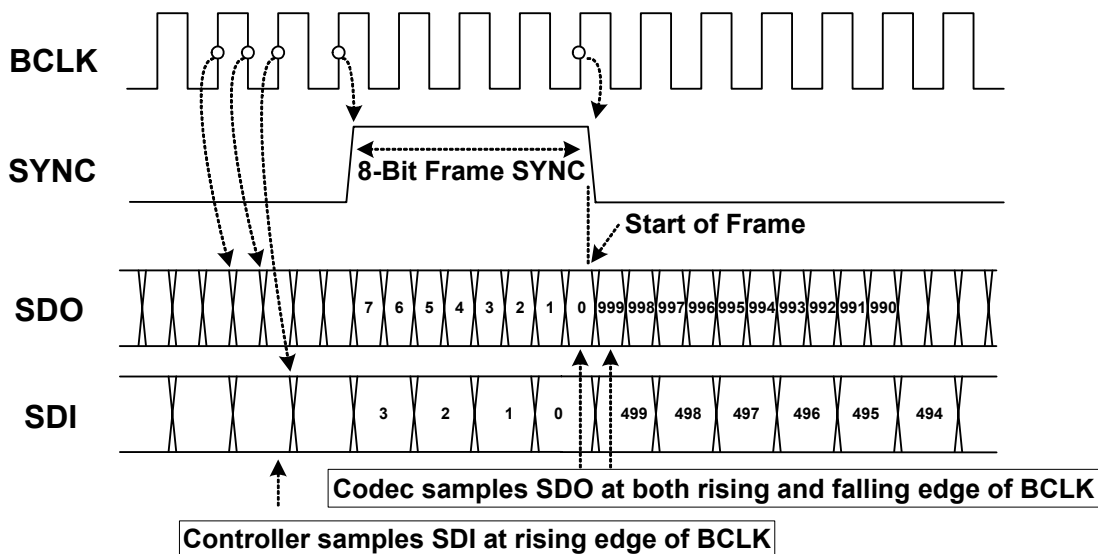 BCLK
SYNC
8-Bit Frame SYNC
Start of Frame
SDO
7 6 5 4 3 2 1 0 999 998 997 996 995 994 993 992 991 990
SDI
3 2 1 0 499 498 497 496 495 494
Codec samples SDO at both rising and falling edge of BCLK
Controller samples SDI at rising edge of BCLK